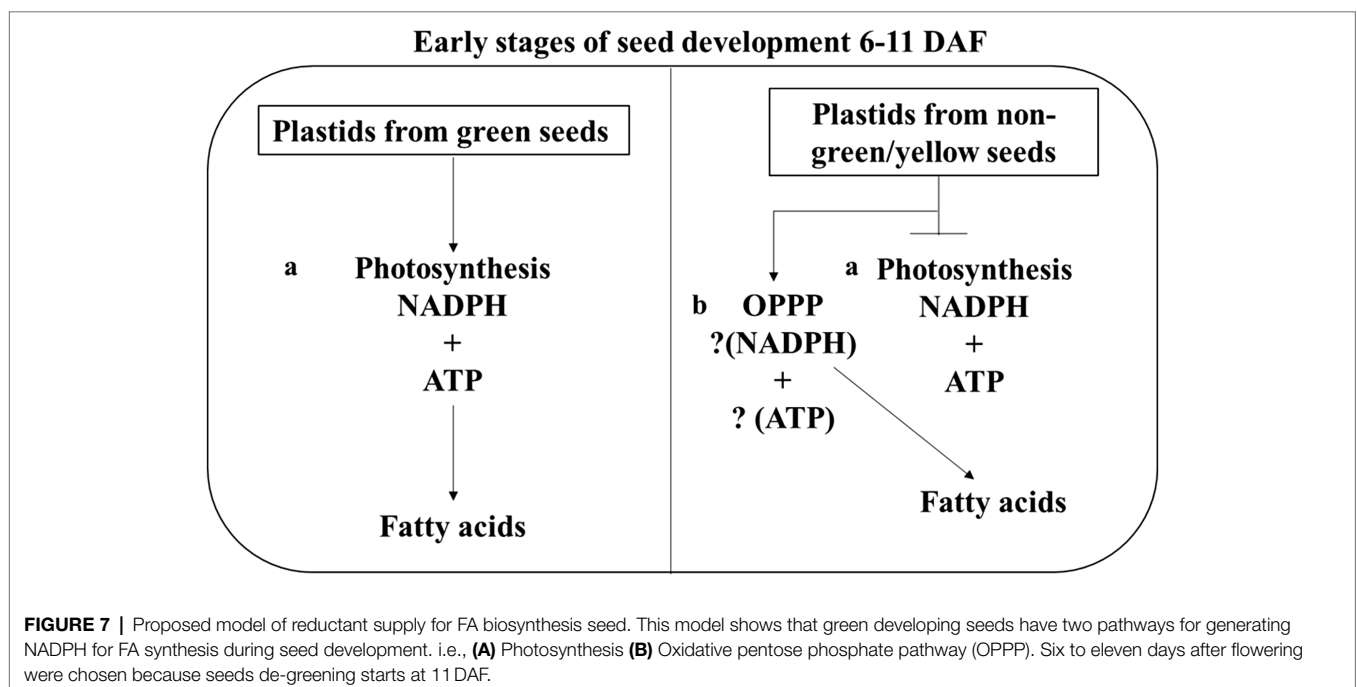 Early stages of seed development 6-11 DAF
Plastids from green seeds
a Photosynthesis
NADPH
+
ATP
Fatty acids
Plastids from non-
green/yellow seeds
a Photosynthesis
NADPH
+
ATP
b OPPP
?(NADPH)
+
? (ATP)
Fatty acids
FIGURE 7 | Proposed model of reductant supply for FA biosynthesis seed. This model shows that green developing seeds have two pathways for generating
NADPH for FA synthesis during seed development. i.e., (A) Photosynthesis (B) Oxidative pentose phosphate pathway (OPPP). Six to eleven days after flowering
were chosen because seeds de-greening starts at 11 DAF.